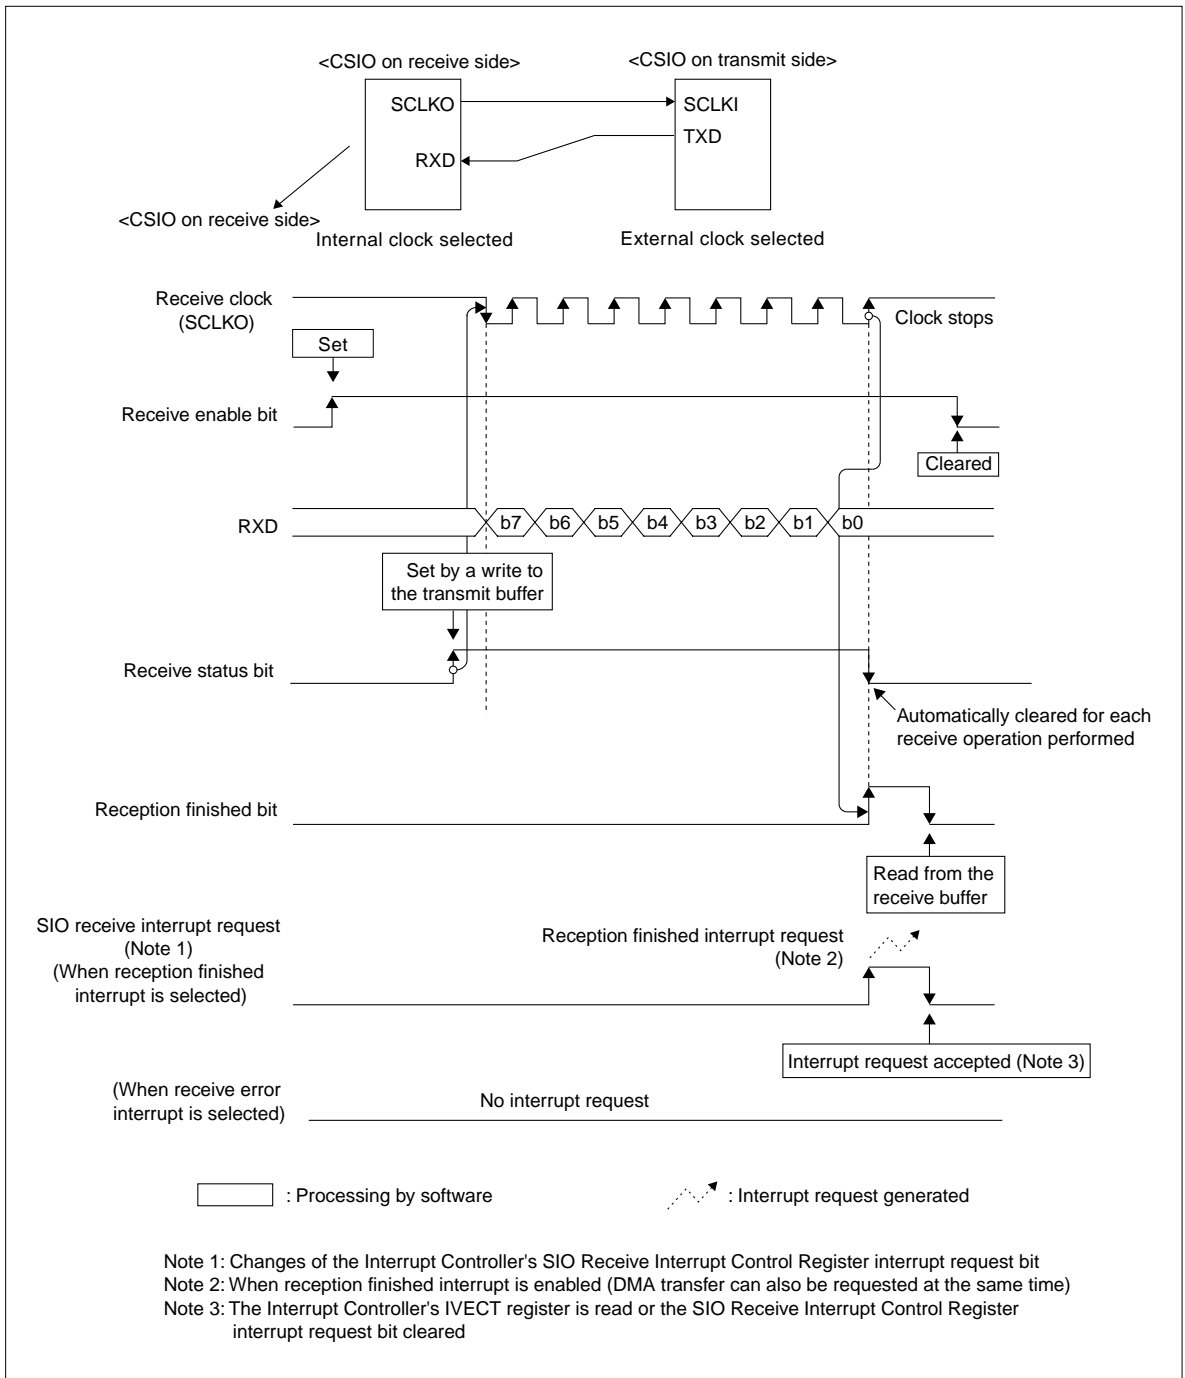 <CSIO on receive side>
<CSIO on transmit side>
SCLKO
SCLKI
TXD
RXD
<CSIO on receive side>
Internal clock selected
External clock selected
Receive clock
(SCLKO)
Clock stops
Set
Receive enable bit
Cleared
RXD
b7 b6 b5 b4 b3 b2 b1 b0
Set by a write to
the transmit buffer
Receive status bit
Automatically cleared for each
receive operation performed
Reception finished bit
Read from the
receive buffer
SIO receive interrupt request
(Note 1)
(When reception finished
interrupt is selected)
Reception finished interrupt request
(Note 2)
Interrupt request accepted (Note 3)
(When receive error
interrupt is selected)
No interrupt request
: Processing by software
: Interrupt request generated
Note 1: Changes of the Interrupt Controller's SIO Receive Interrupt Control Register interrupt request bit
Note 2: When reception finished interrupt is enabled (DMA transfer can also be requested at the same time)
Note 3: The Interrupt Controller's IVECT register is read or the SIO Receive Interrupt Control Register
interrupt request bit cleared